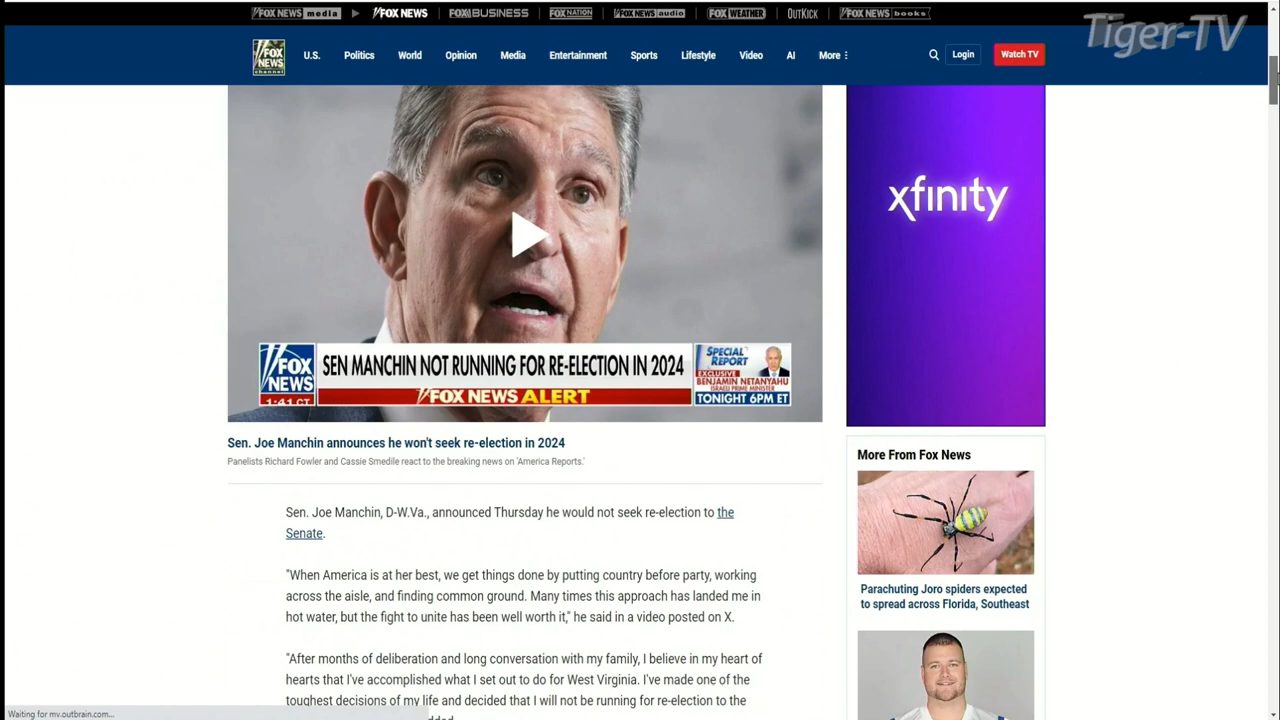 FOX NEWS media
FOX NEWS
FOX BUSINESS
FOX NATION
FOX NEWS audio
FOX WEATHER
OUTKICK
FOX NEWS books
Tiger-TV
FOX NEWS channel
U.S.
Politics
World
Opinion
Media
Entertainment
Sports
Lifestyle
Video
AI
More
Login
Watch TV
xfinity
FOX NEWS
1:41 CT
SEN MANCHIN NOT RUNNING FOR RE-ELECTION IN 2024
FOX NEWS ALERT
SPECIAL REPORT
EXCLUSIVE
BENJAMIN NETANYAHU
ISRAELI PRIME MINISTER
TONIGHT 6PM ET
Sen. Joe Manchin announces he won't seek re-election in 2024
Panelists Richard Fowler and Cassie Smedile react to the breaking news on 'America Reports.'
Sen. Joe Manchin, D-W.Va., announced Thursday he would not seek re-election to the
Senate.
"When America is at her best, we get things done by putting country before party, working
across the aisle, and finding common ground. Many times this approach has landed me in
hot water, but the fight to unite has been well worth it," he said in a video posted on X.
"After months of deliberation and long conversation with my family, I believe in my heart of
hearts that I've accomplished what I set out to do for West Virginia. I've made one of the
toughest decisions of my life and decided that I will not be running for re-election to the
More From Fox News
Parachuting Joro spiders expected
to spread across Florida, Southeast
Waiting for mv.outbrain.com...